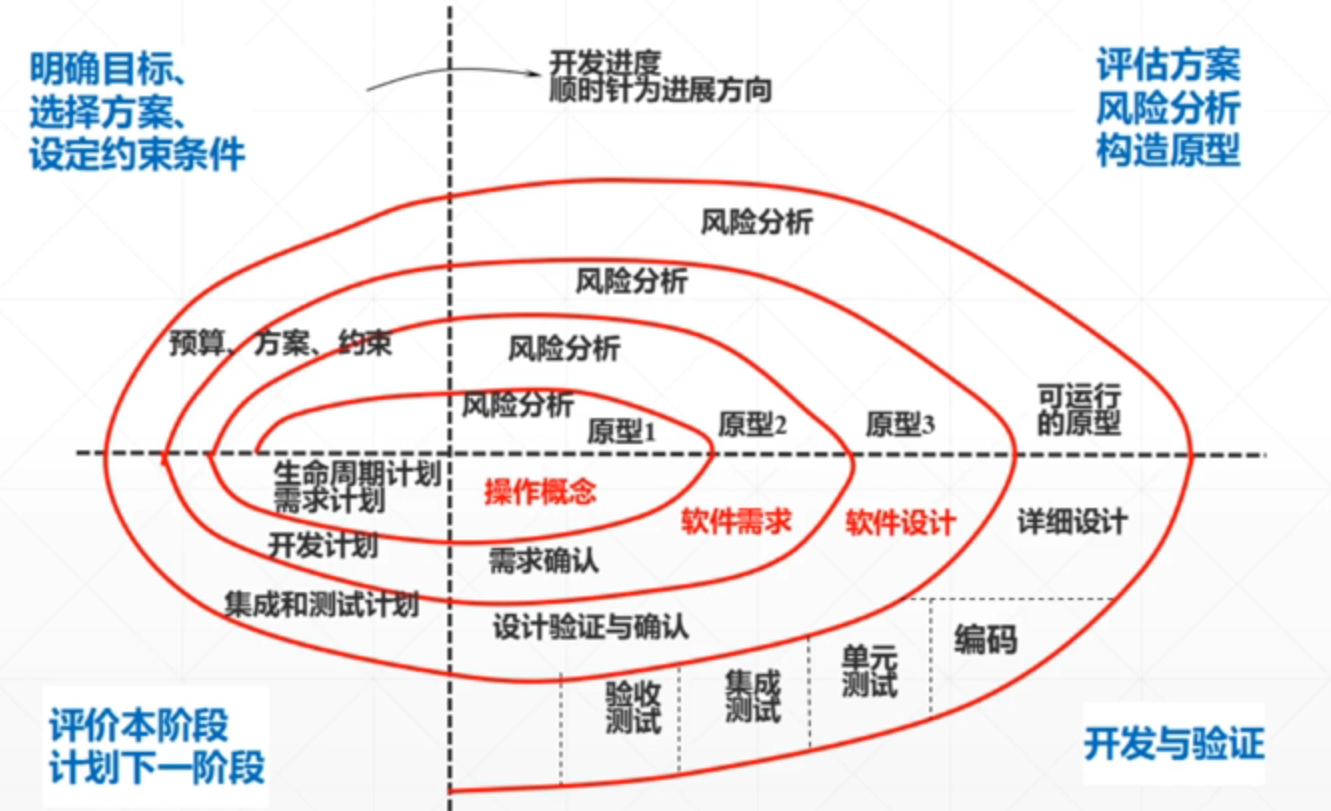 明确目标、
选择方案、
设定约束条件
开发进度
顺时针为进展方向
评估方案
风险分析
构造原型
风险分析
风险分析
预算、方案、约束
风险分析
风险分析
原型1
原型2
原型3
可运行
的原型
生命周期计划
需求计划
操作概念
软件需求
软件设计
详细设计
开发计划
需求确认
集成和测试计划
设计验证与确认
编码
单元
测试
集成
测试
验收
测试
评价本阶段
计划下一阶段
开发与验证